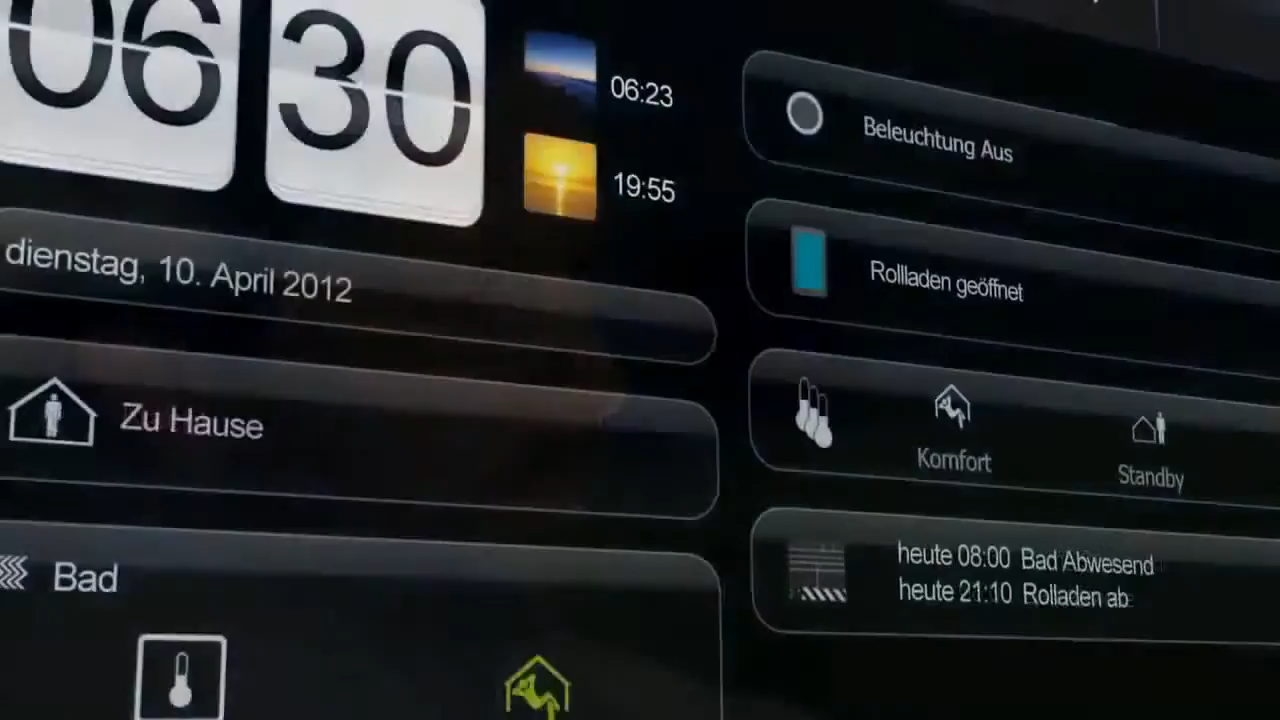 06 30
06:23
19:55
dienstag, 10. April 2012
Zu Hause
Bad
Beleuchtung Aus
Rollladen geöffnet
Komfort
Standby
heute 08:00 Bad Abwesend
heute 21:10 Rolladen ab